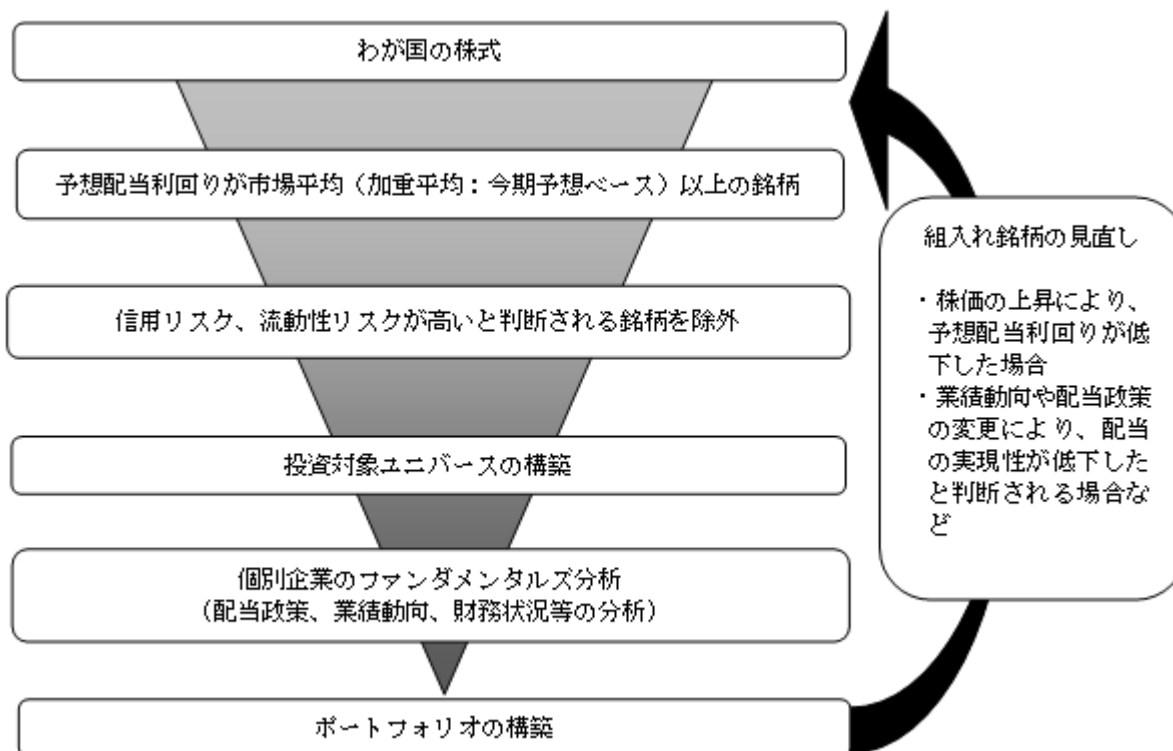 わが国の株式
予想配当利回りが市場平均（加重平均：今期予想ベース）以上の銘柄
信用リスク、流動性リスクが高いと判断される銘柄を除外
投資対象ユニバースの構築
個別企業のファンダメンタルズ分析
（配当政策、業績動向、財務状況等の分析）
ポートフォリオの構築
組入れ銘柄の見直し
・株価の上昇により、
予想配当利回りが低
下した場合
・業績動向や配当政策
の変更により、配当
の実現性が低下した
と判断される場合な
ど